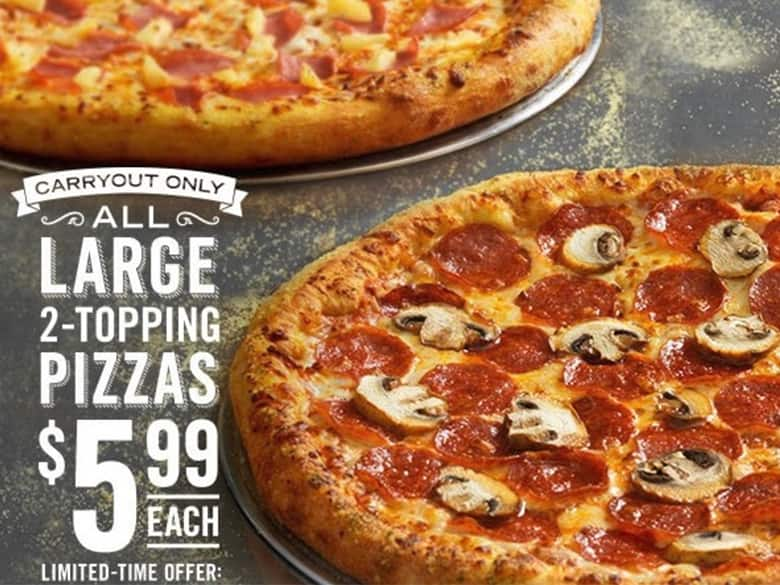 CARRYOUT ONLY
ALL
LARGE
2-TOPPING
PIZZAS
$5.99
EACH
LIMITED-TIME OFFER: